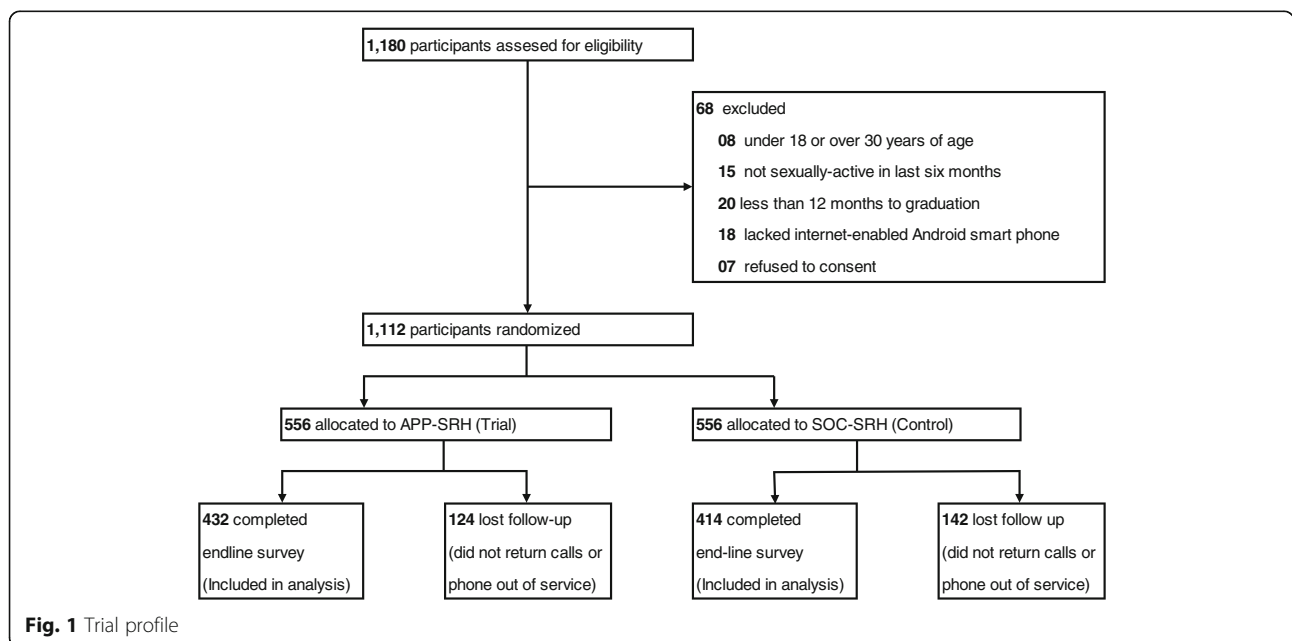 1,180 participants assesed for eligibility
68 excluded
08 under 18 or over 30 years of age
15 not sexually-active in last six months
20 less than 12 months to graduation
18 lacked internet-enabled Android smart phone
07 refused to consent
1,112 participants randomized
556 allocated to APP-SRH (Trial)
556 allocated to SOC-SRH (Control)
432 completed
endline survey
(Included in analysis)
124 lost follow-up
(did not return calls or
phone out of service)
414 completed
end-line survey
(Included in analysis)
142 lost follow up
(did not return calls or
phone out of service)
Fig. 1 Trial profile